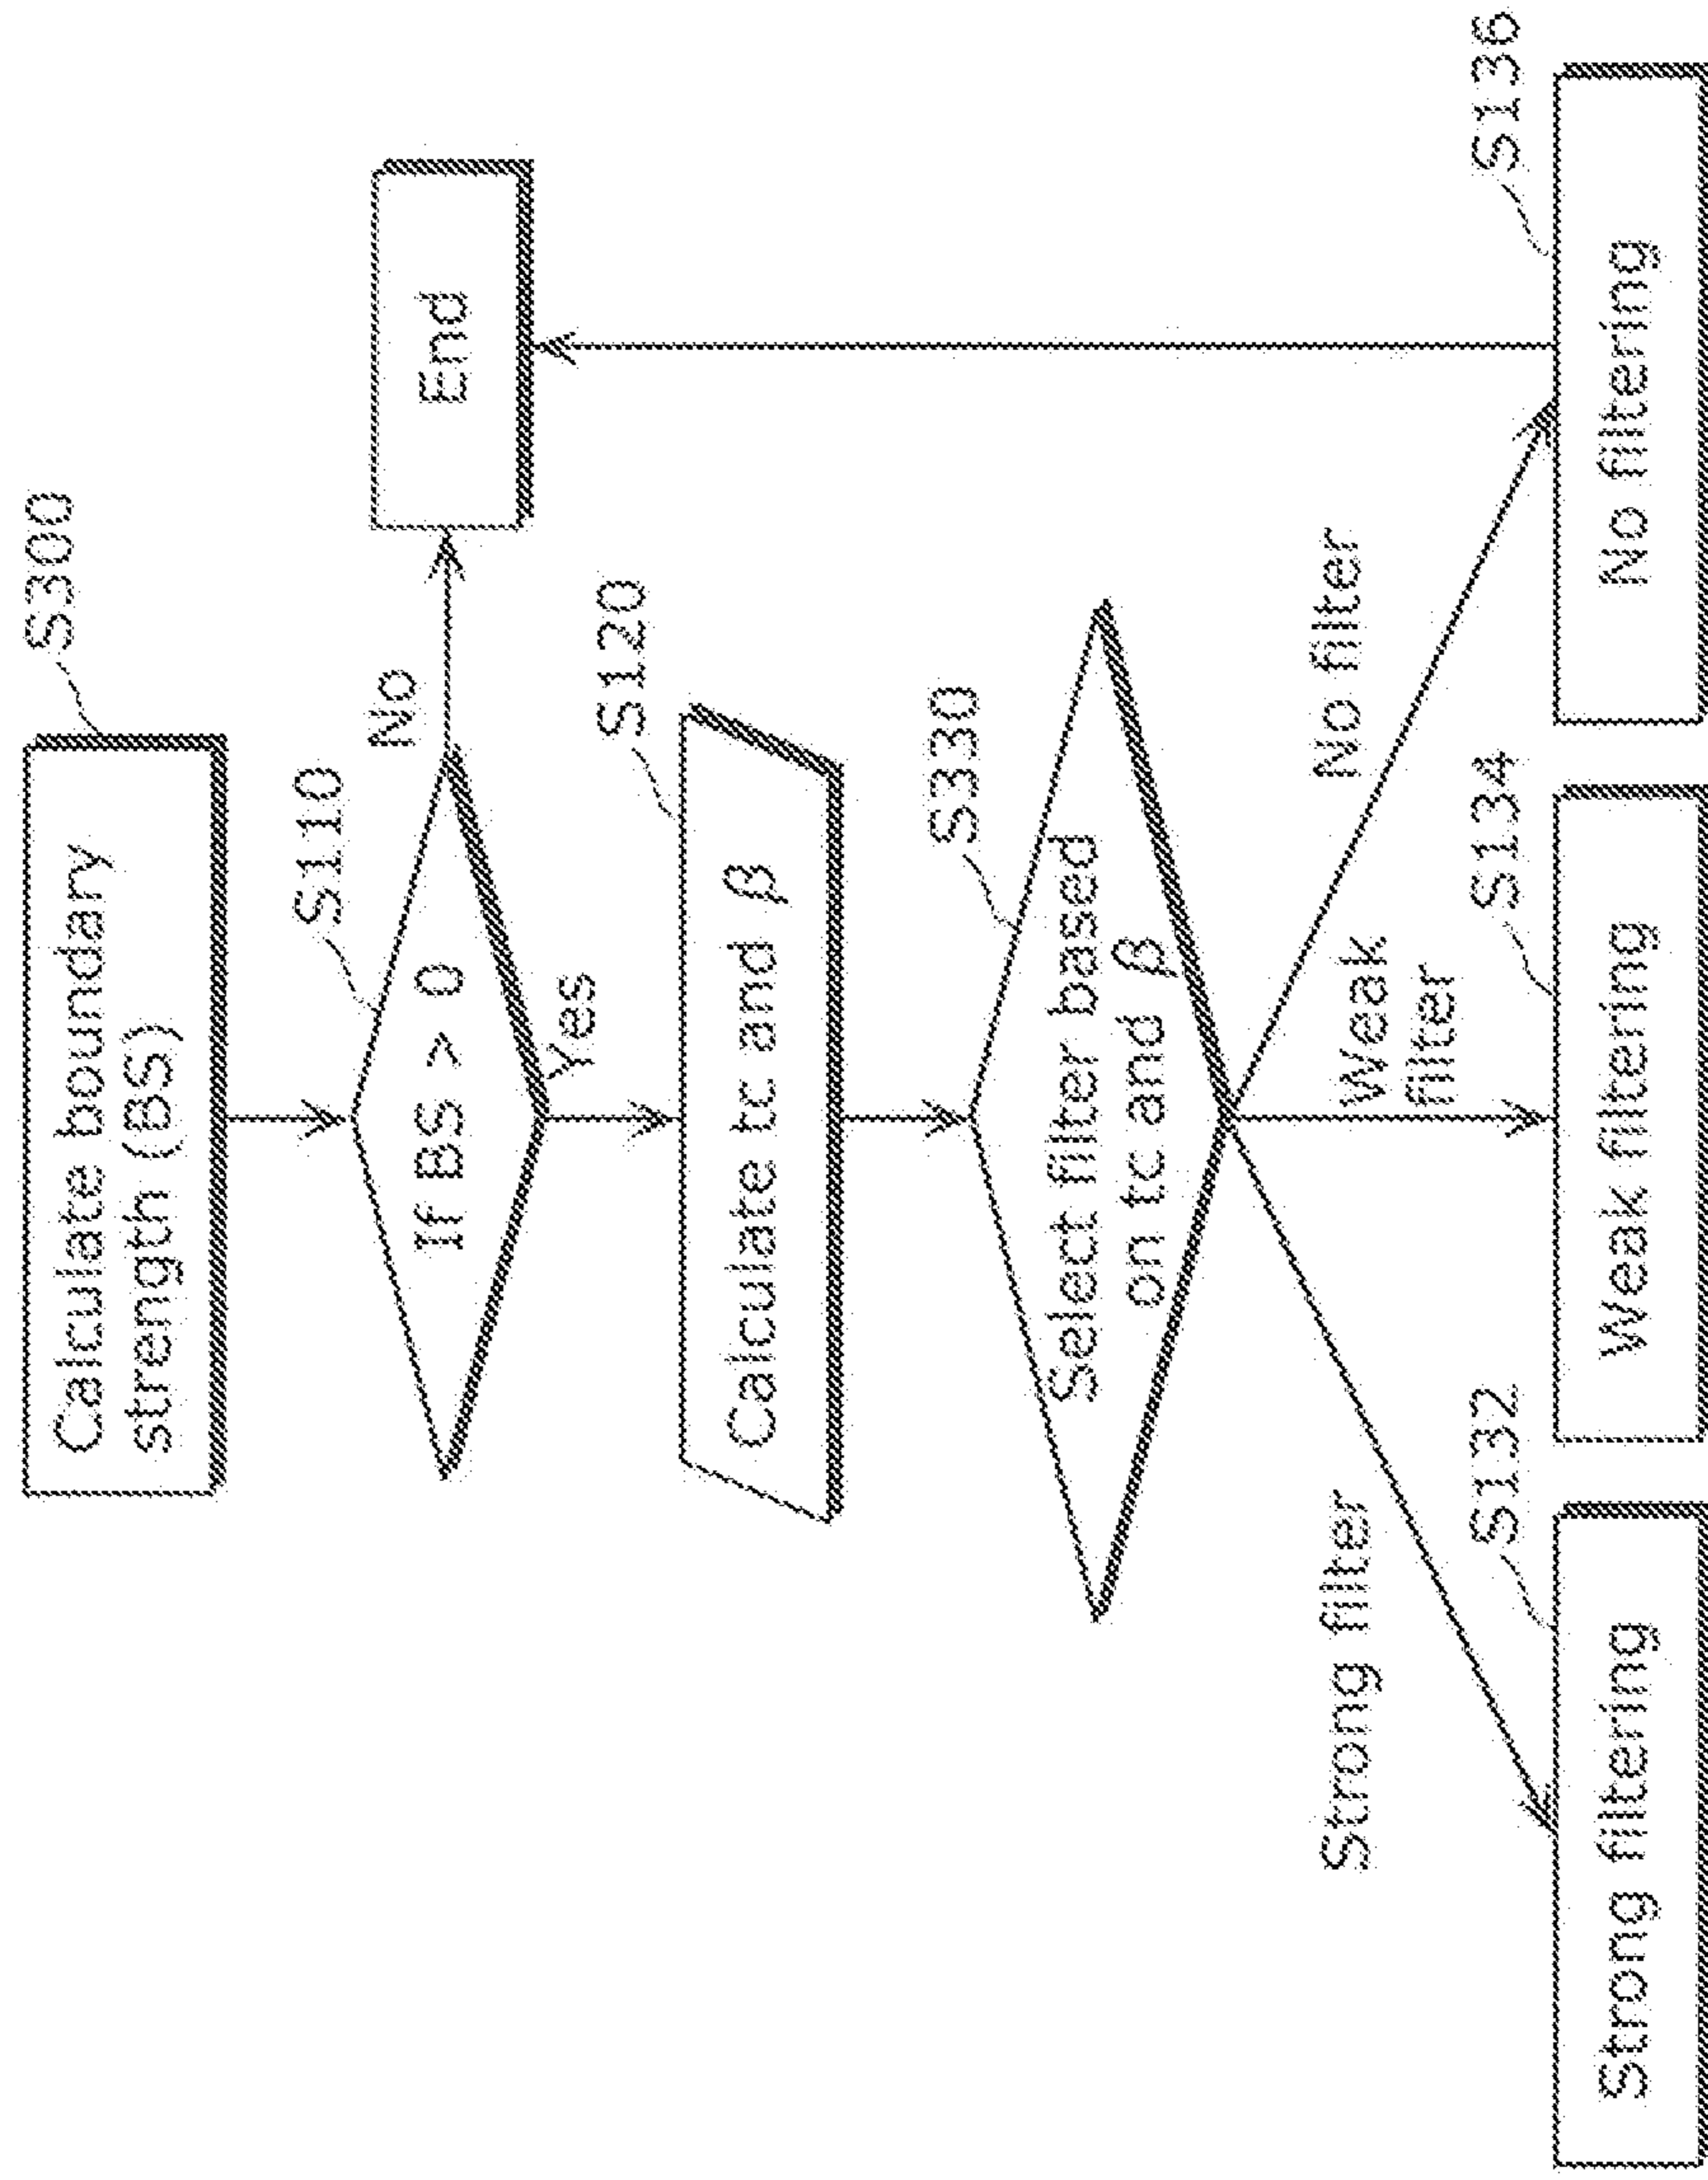 S300
Calculate boundary
strength (BS)
S110
If BS > 0
No
End
Yes
S120
Calculate tc and β
S330
Select filter based
on tc and β
Strong filter
Weak
filter
No filter
S132
Strong filtering
S134
Weak filtering
S136
No filtering